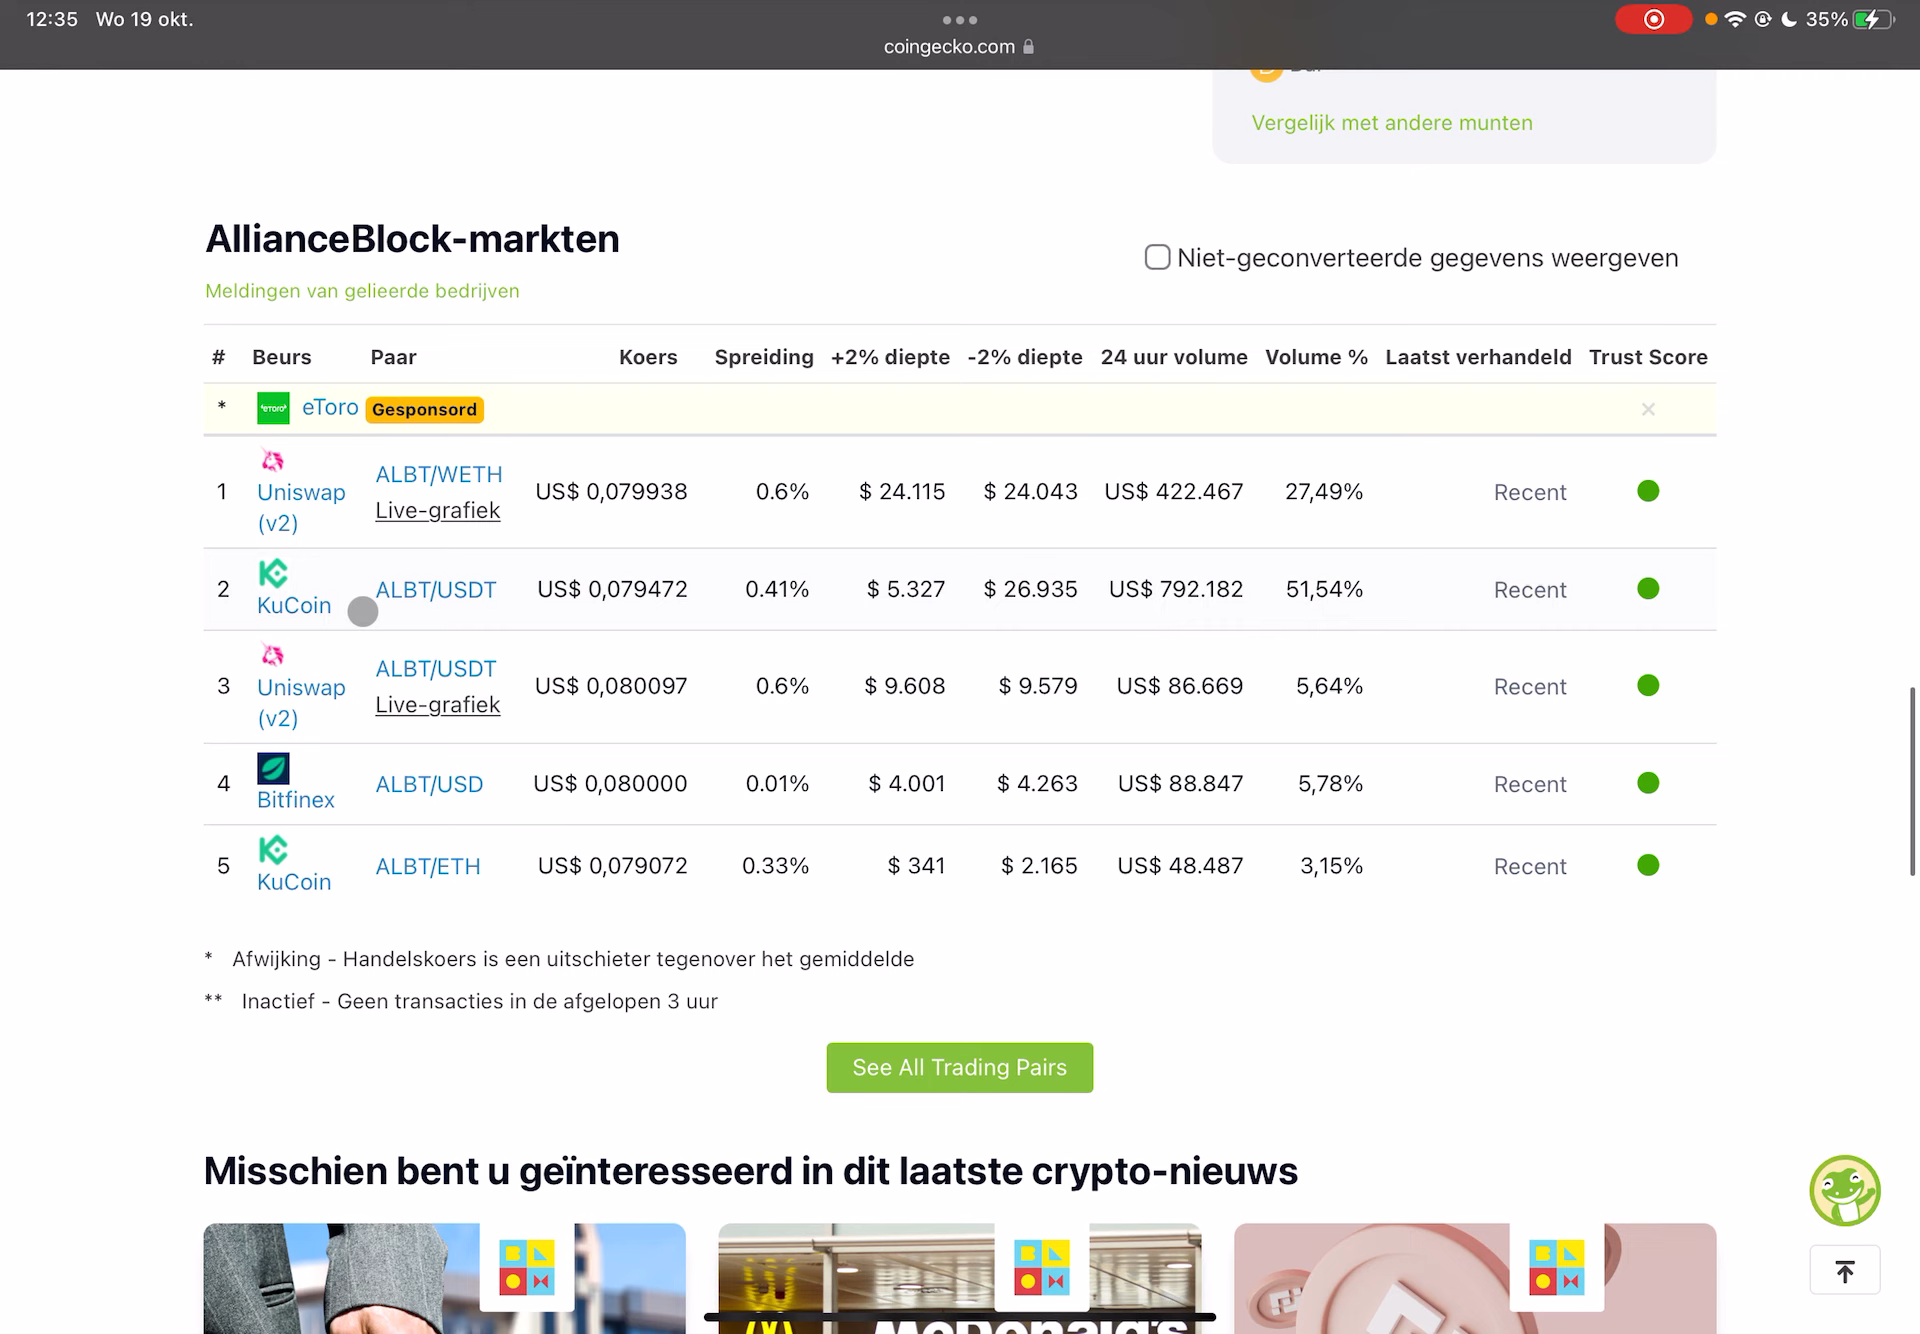 12:35 Wo 19 okt.
35%
coingecko.com
Vergelijk met andere munten
AllianceBlock-markten
Niet-geconverteerde gegevens weergeven
Meldingen van gelieerde bedrijven
# Beurs Paar Koers Spreiding +2% diepte -2% diepte 24 uur volume Volume % Laatst verhandeld Trust Score
* eToro eToro Gesponsord
1 Uniswap (v2) ALBT/WETH Live-grafiek US$ 0,079938 0.6% $ 24.115 $ 24.043 US$ 422.467 27,49% Recent
2 KuCoin ALBT/USDT US$ 0,079472 0.41% $ 5.327 $ 26.935 US$ 792.182 51,54% Recent
3 Uniswap (v2) ALBT/USDT Live-grafiek US$ 0,080097 0.6% $ 9.608 $ 9.579 US$ 86.669 5,64% Recent
4 Bitfinex ALBT/USD US$ 0,080000 0.01% $ 4.001 $ 4.263 US$ 88.847 5,78% Recent
5 KuCoin ALBT/ETH US$ 0,079072 0.33% $ 341 $ 2.165 US$ 48.487 3,15% Recent
* Afwijking - Handelskoers is een uitschieter tegenover het gemiddelde
** Inactief - Geen transacties in de afgelopen 3 uur
See All Trading Pairs
Misschien bent u geïnteresseerd in dit laatste crypto-nieuws
McDonald's